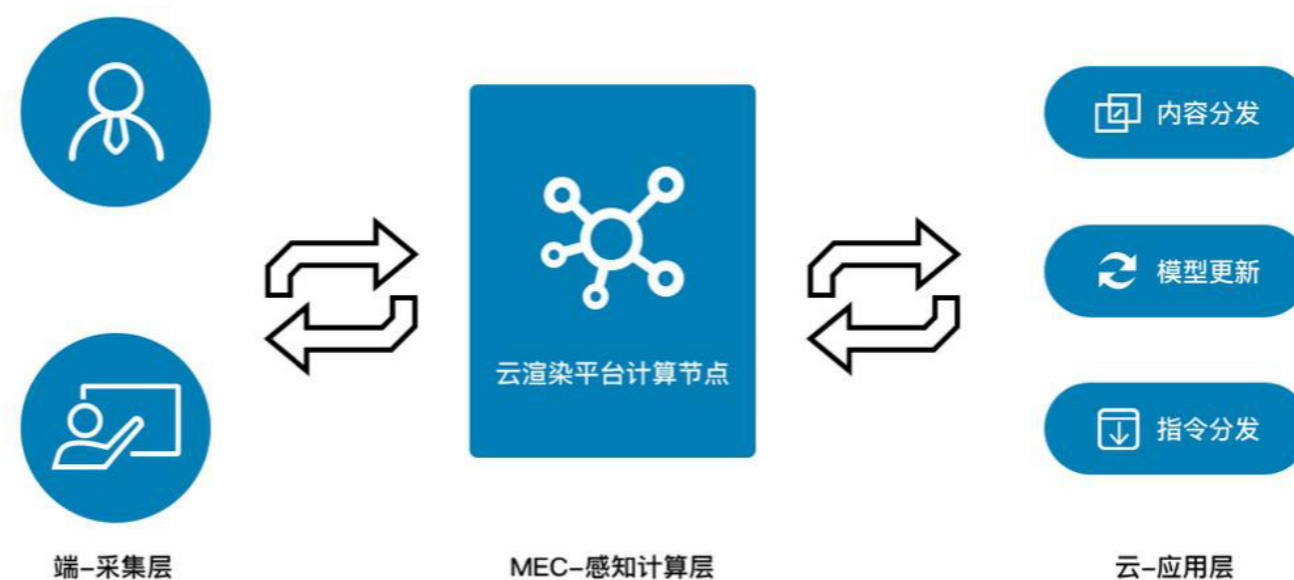 内容分发
模型更新
云渲染平台计算节点
指令分发
端-采集层
MEC-感知计算层
云-应用层